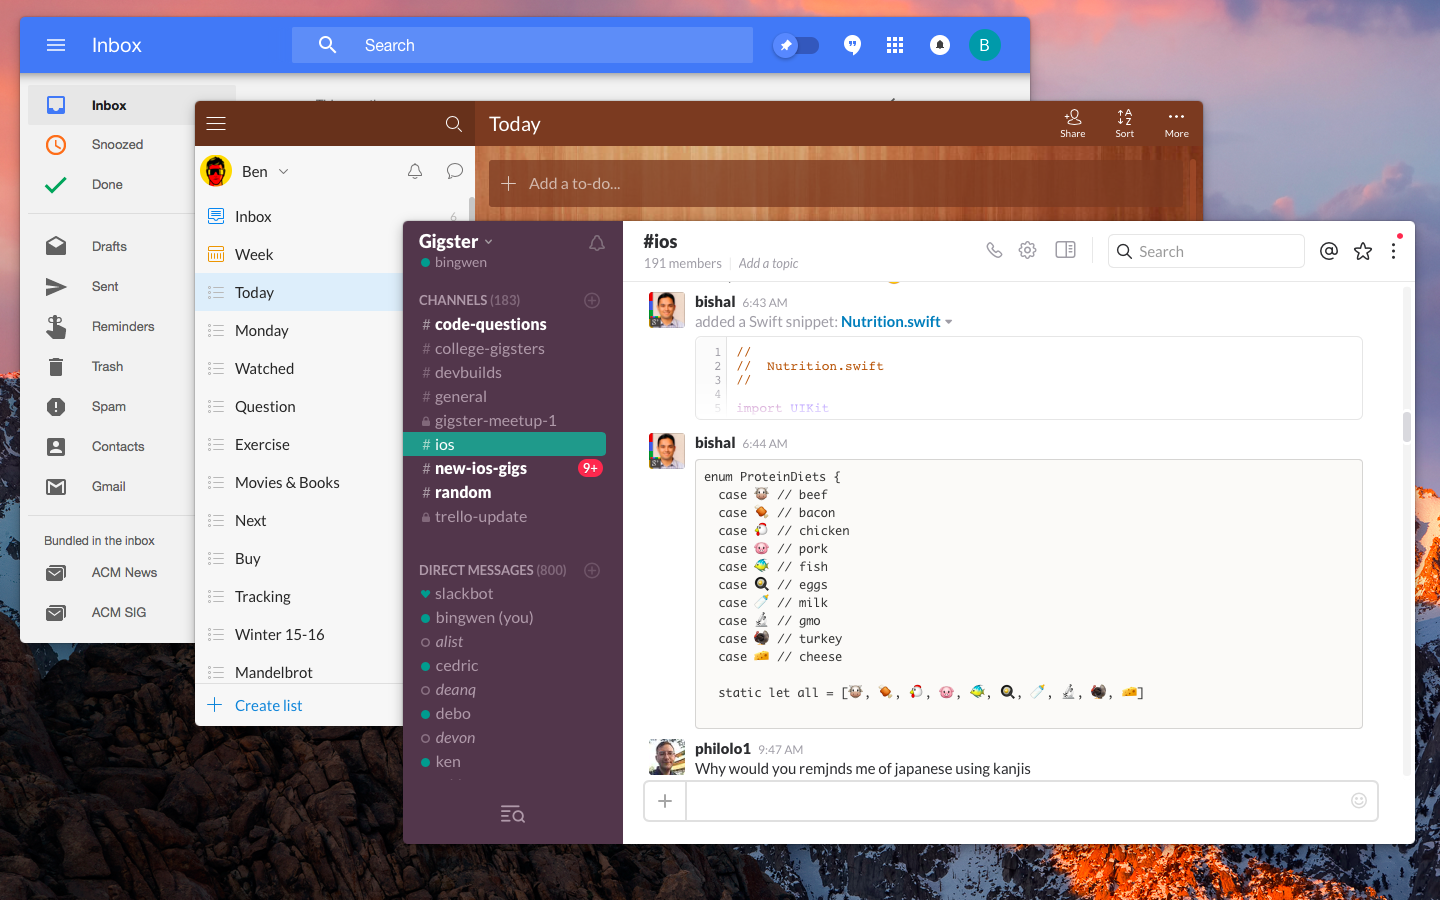 Inbox
Search
B
Inbox
Snoozed
Done
Drafts
Sent
Reminders
Trash
Spam
Contacts
Gmail
Bundled in the inbox
ACM News
ACM SIG
Today
Share
Sort
More
Ben
Add a to-do...
Inbox 6
Week
Today
Monday
Watched
Question
Exercise
Movies & Books
Next
Buy
Tracking
Winter 15-16
Mandelbrot
Create list
Gigster
bingwen
CHANNELS (183)
# code-questions
# college-gigsters
# devbuilds
# general
gigster-meetup-1
# ios
# new-ios-gigs 9+
# random
trello-update
DIRECT MESSAGES (800)
slackbot
bingwen (you)
alist
cedric
deanq
debo
devon
ken
#ios
191 members | Add a topic
Search
bishal 6:43 AM
added a Swift snippet: Nutrition.swift
1 //
2 // Nutrition.swift
3 //
4
5 import UIKit
bishal 6:44 AM
enum ProteinDiets {
case 🐮 // beef
case 🍖 // bacon
case 🐔 // chicken
case 🐷 // pork
case 🐠 // fish
case 🍳 // eggs
case 🍼 // milk
case 🔬 // gmo
case 🦃 // turkey
case 🧀 // cheese
static let all = [🐮, 🍖, 🐔, 🐷, 🐠, 🍳, 🍼, 🔬, 🦃, 🧀]
philolo1 9:47 AM
Why would you remjnds me of japanese using kanjis